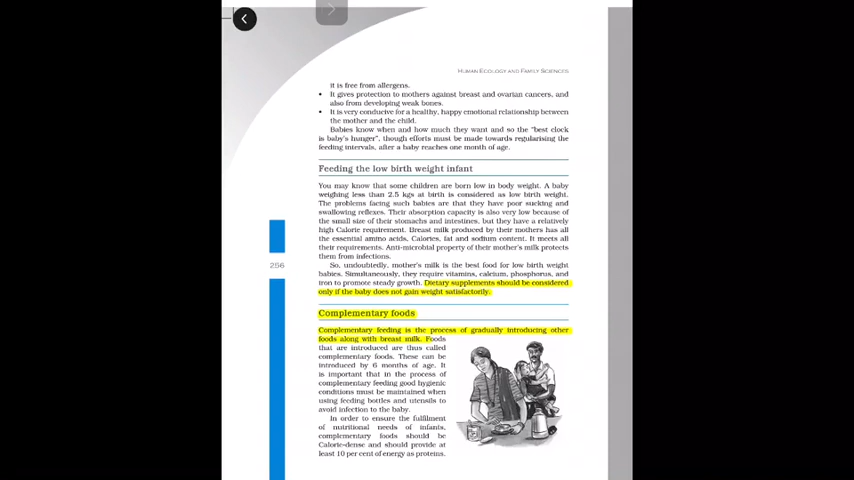 HUMAN ECOLOGY AND FAMILY SCIENCES
it is free from allergens.
• It gives protection to mothers against breast and ovarian cancers, and
also from developing weak bones.
• It is very conducive for a healthy, happy emotional relationship between
the mother and the child.
Babies know when and how much they want and so the "best clock
is baby's hunger", though efforts must be made towards regularising the
feeding intervals, after a baby reaches one month of age.
Feeding the low birth weight infant
You may know that some children are born low in body weight. A baby
weighing less than 2.5 kgs at birth is considered as low birth weight.
The problems facing such babies are that they have poor sucking and
swallowing reflexes. Their absorption capacity is also very low because of
the small size of their stomachs and intestines, but they have a relatively
high Calorie requirement. Breast milk produced by their mothers has all
the essential amino acids, Calories, fat and sodium content. It meets all
their requirements. Anti-microbial property of their mother's milk protects
them from infections.
So, undoubtedly, mother's milk is the best food for low birth weight
babies. Simultaneously, they require vitamins, calcium, phosphorus, and
iron to promote steady growth. Dietary supplements should be considered
only if the baby does not gain weight satisfactorily.
256
Complementary foods
Complementary feeding is the process of gradually introducing other
foods along with breast milk. Foods
that are introduced are thus called
complementary foods. These can be
introduced by 6 months of age. It
is important that in the process of
complementary feeding good hygienic
conditions must be maintained when
using feeding bottles and utensils to
avoid infection to the baby.
In order to ensure the fulfilment
of nutritional needs of infants,
complementary foods should be
Calorie-dense and should provide at
least 10 per cent of energy as proteins.